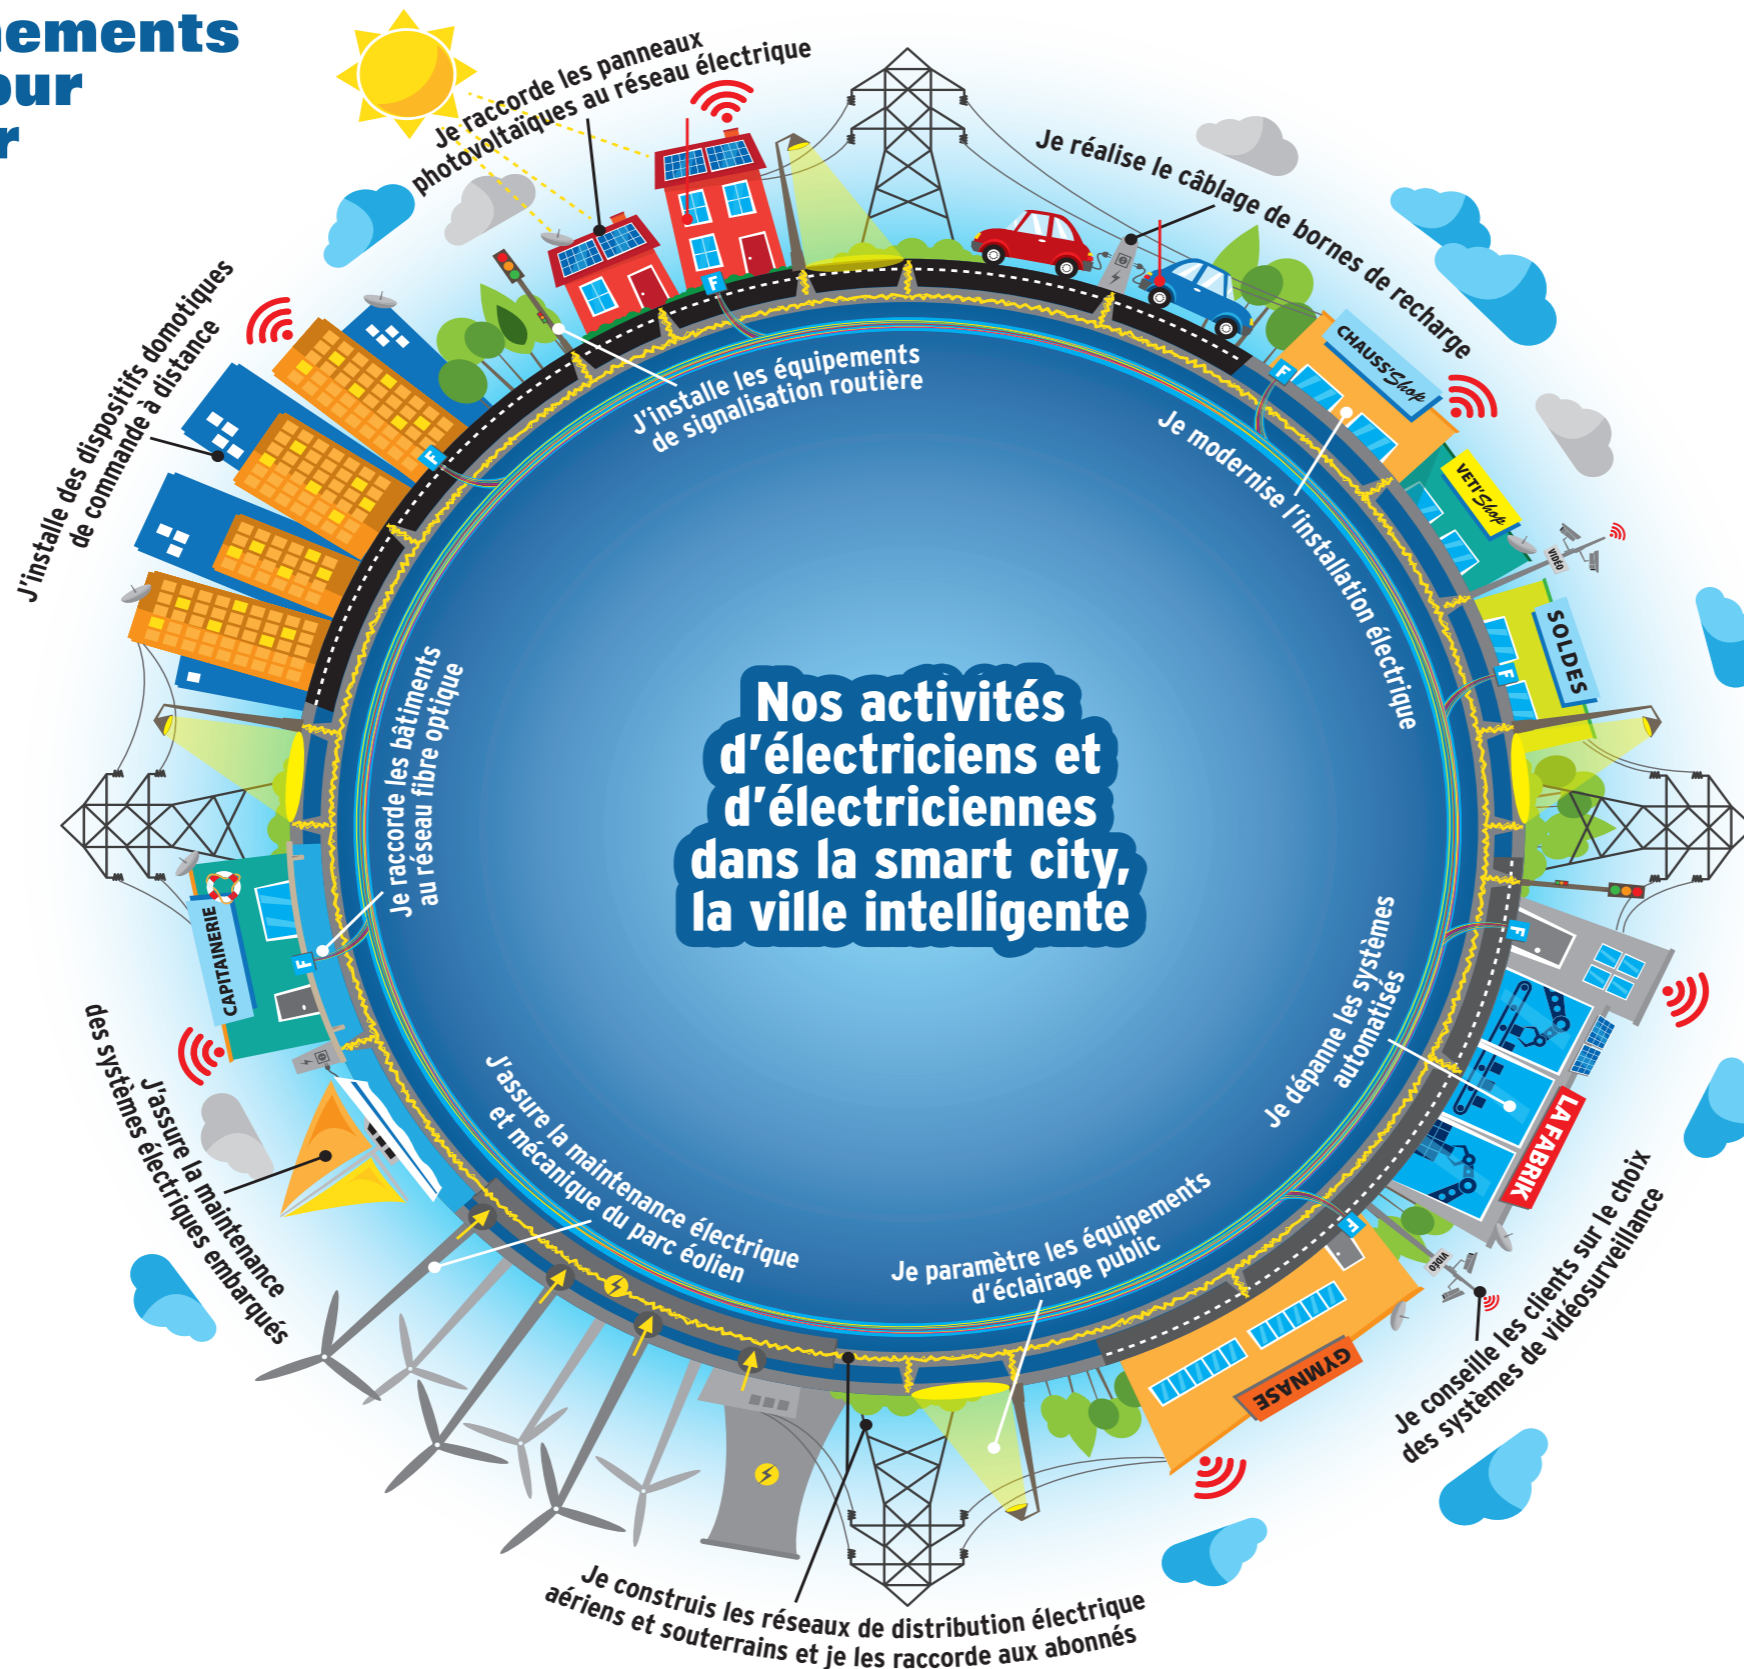 nements
our
r
Je raccorde les panneaux
photovoltaïques au réseau électrique
Je réalise le câblage de bornes de recharge
J'installe des dispositifs domotiques
de commande à distance
J'installe les équipements
de signalisation routière
Je modernise l'installation électrique
CHAUSS'Shop
VETI'Shop
VIDÉO
SOLDES
F
F
F
F
F
F
F
Nos activités
d'électriciens et
d'électriciennes
dans la smart city,
la ville intelligente
Je raccorde les bâtiments
au réseau fibre optique
CAPITAINERIE
Je dépanne les systèmes
automatisés
LA FABRIK
J'assure la maintenance
des systèmes électriques embarqués
J'assure la maintenance électrique
et mécanique du parc éolien
Je paramètre les équipements
d'éclairage public
VIDÉO
Je conseille les clients sur le choix
des systèmes de vidéosurveillance
GYMNASE
Je construis les réseaux de distribution électrique
aériens et souterrains et je les raccorde aux abonnés